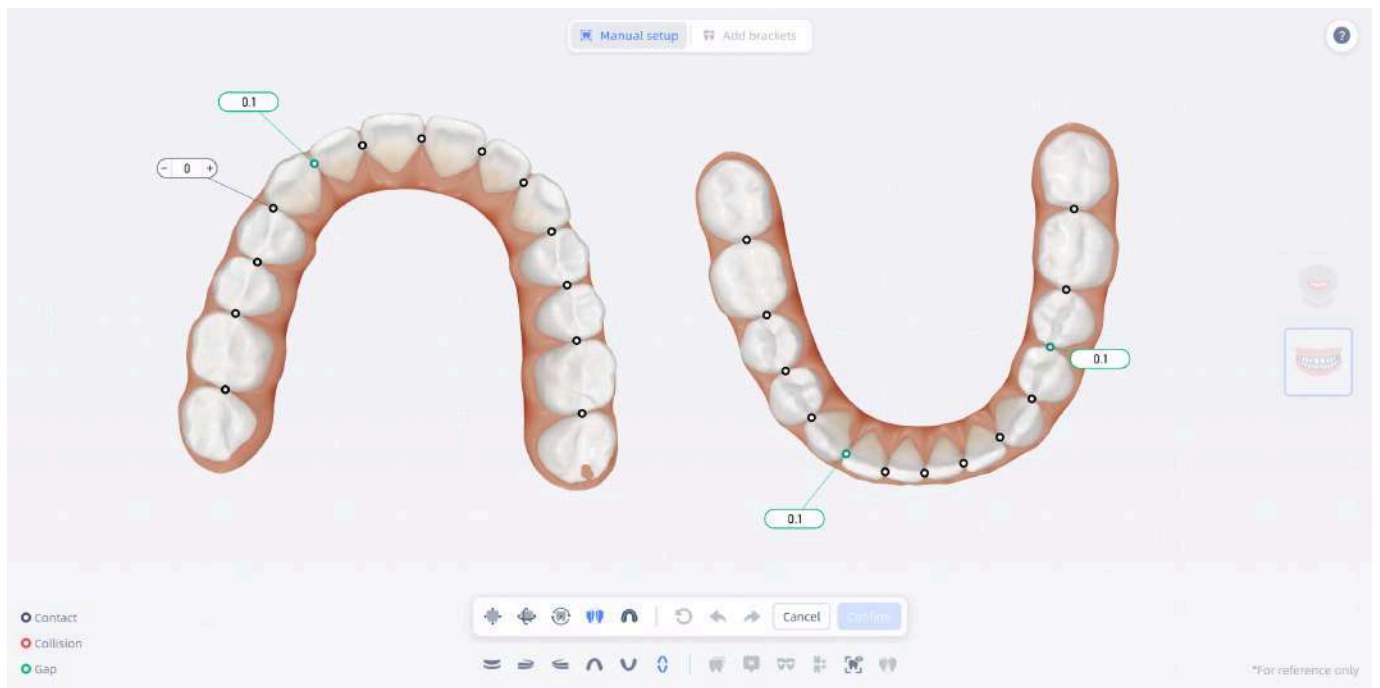 Manual setup
Add brackets
?
0.1
− 0 +
0.1
0.1
Contact
Collision
Gap
Cancel
Confirm
*For reference only